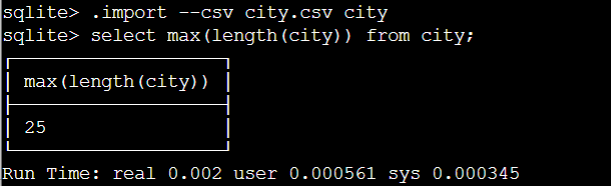 sqlite> .import --csv city.csv city
sqlite> select max(length(city)) from city;
max(length(city))
25
Run Time: real 0.002 user 0.000561 sys 0.000345